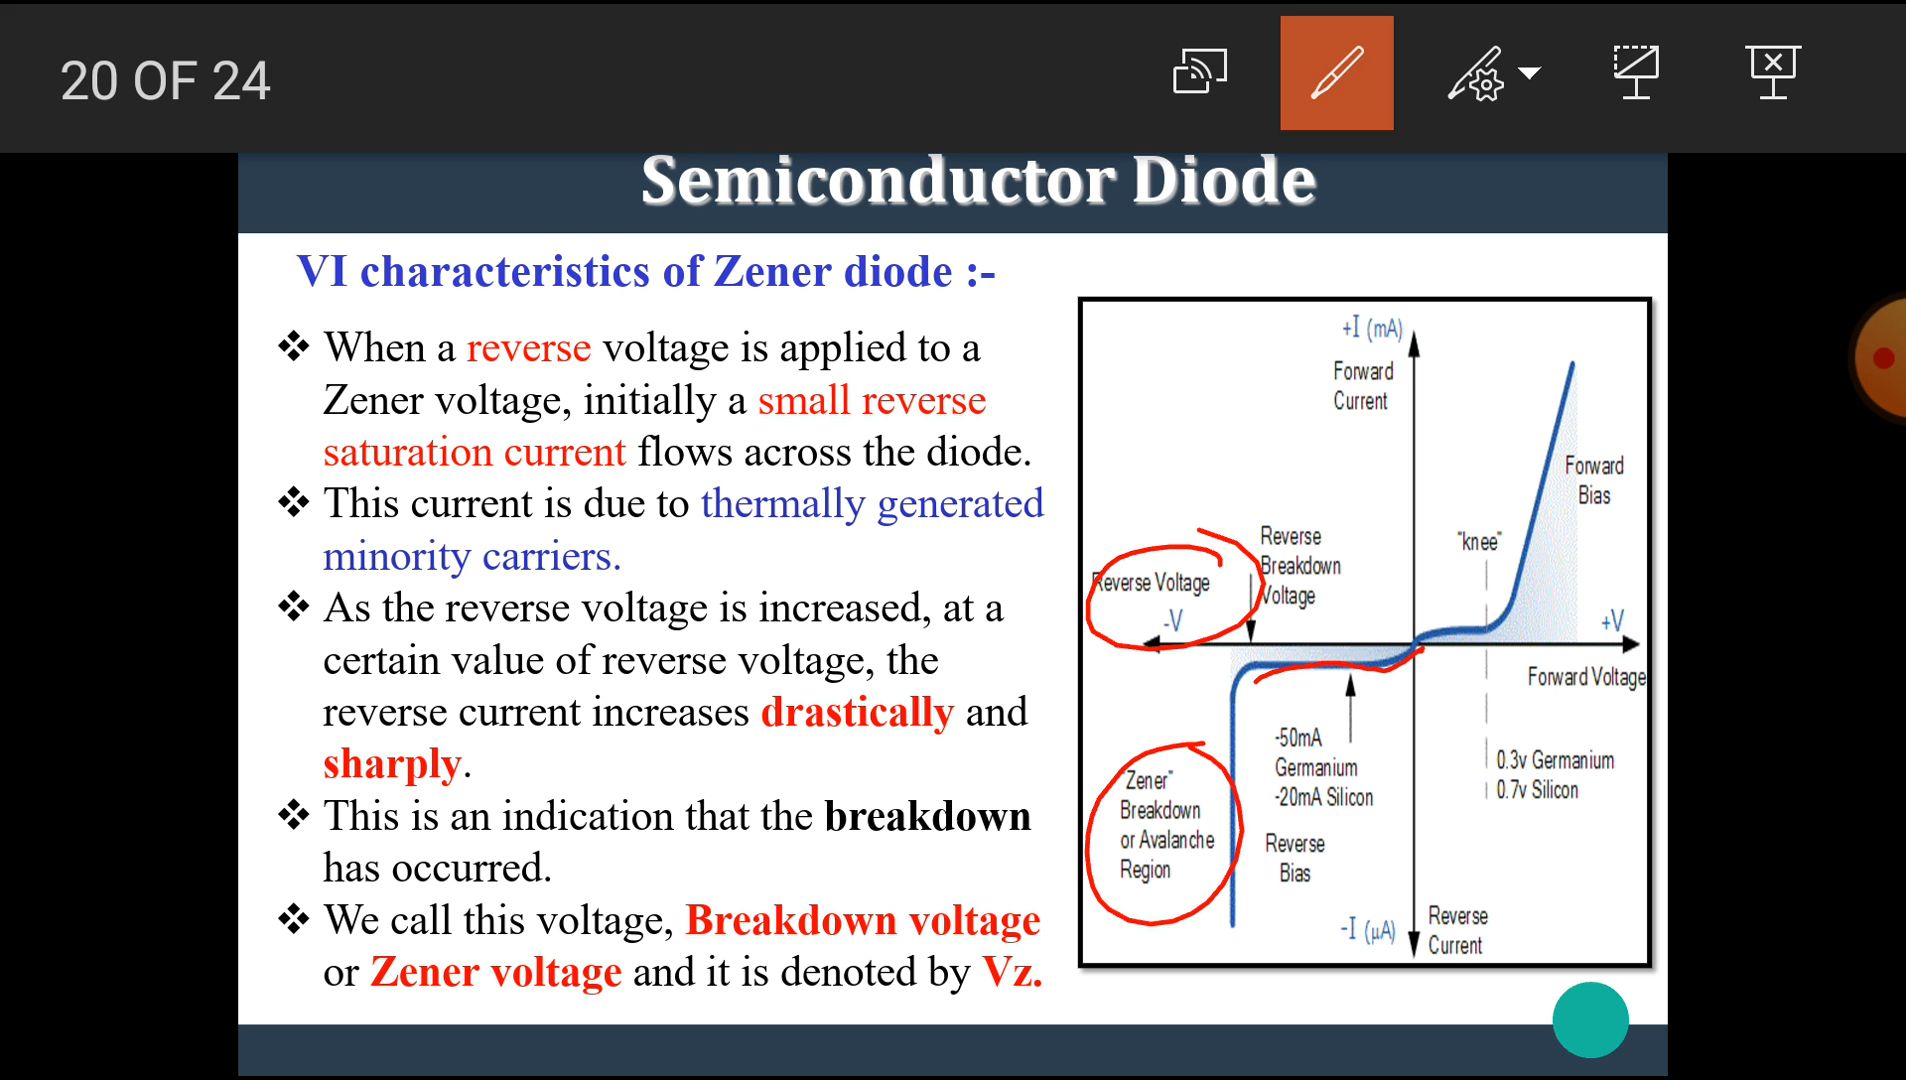 20 OF 24
Semiconductor Diode
VI characteristics of Zener diode :-
❖ When a reverse voltage is applied to a
Zener voltage, initially a small reverse
saturation current flows across the diode.
❖ This current is due to thermally generated
minority carriers.
❖ As the reverse voltage is increased, at a
certain value of reverse voltage, the
reverse current increases drastically and
sharply.
❖ This is an indication that the breakdown
has occurred.
❖ We call this voltage, Breakdown voltage
or Zener voltage and it is denoted by Vz.
+I (mA)
Forward
Current
Forward
Bias
"knee"
Reverse
Breakdown
Voltage
Reverse Voltage
-V
+V
Forward Voltage
-50mA
Germanium
-20mA Silicon
0.3v Germanium
0.7v Silicon
"Zener"
Breakdown
or Avalanche
Region
Reverse
Bias
-I (µA)
Reverse
Current